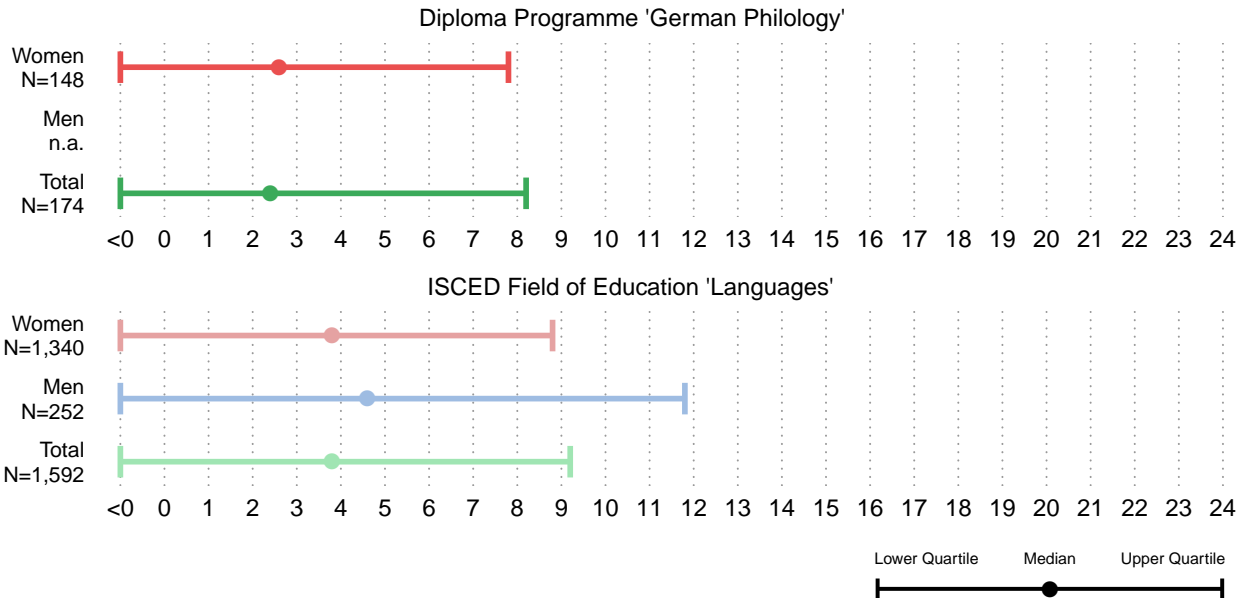 Diploma Programme 'German Philology'
Women
N=148
Men
n.a.
Total
N=174
<0 0 1 2 3 4 5 6 7 8 9 10 11 12 13 14 15 16 17 18 19 20 21 22 23 24
ISCED Field of Education 'Languages'
Women
N=1,340
Men
N=252
Total
N=1,592
<0 0 1 2 3 4 5 6 7 8 9 10 11 12 13 14 15 16 17 18 19 20 21 22 23 24
Lower Quartile Median Upper Quartile